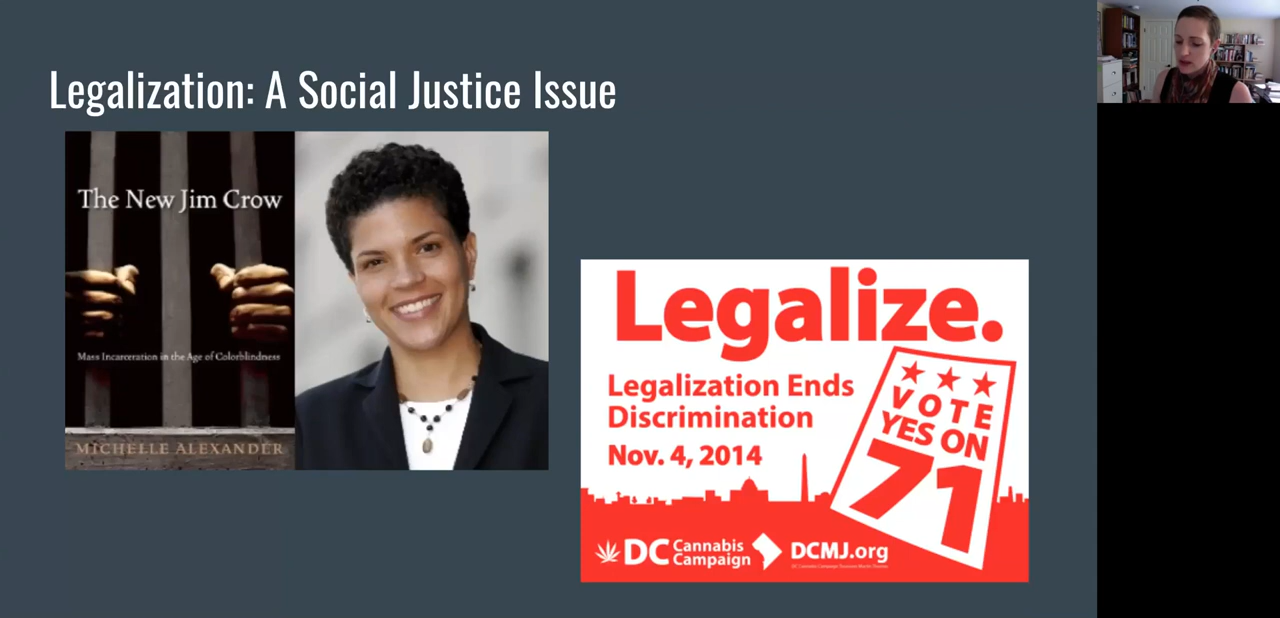 Legalization: A Social Justice Issue
The New Jim Crow
Mass Incarceration in the Age of Colorblindness
MICHELLE ALEXANDER
Legalize.
Legalization Ends
Discrimination
Nov. 4, 2014
VOTE
YES ON
71
DC Cannabis
Campaign
DCMJ.org